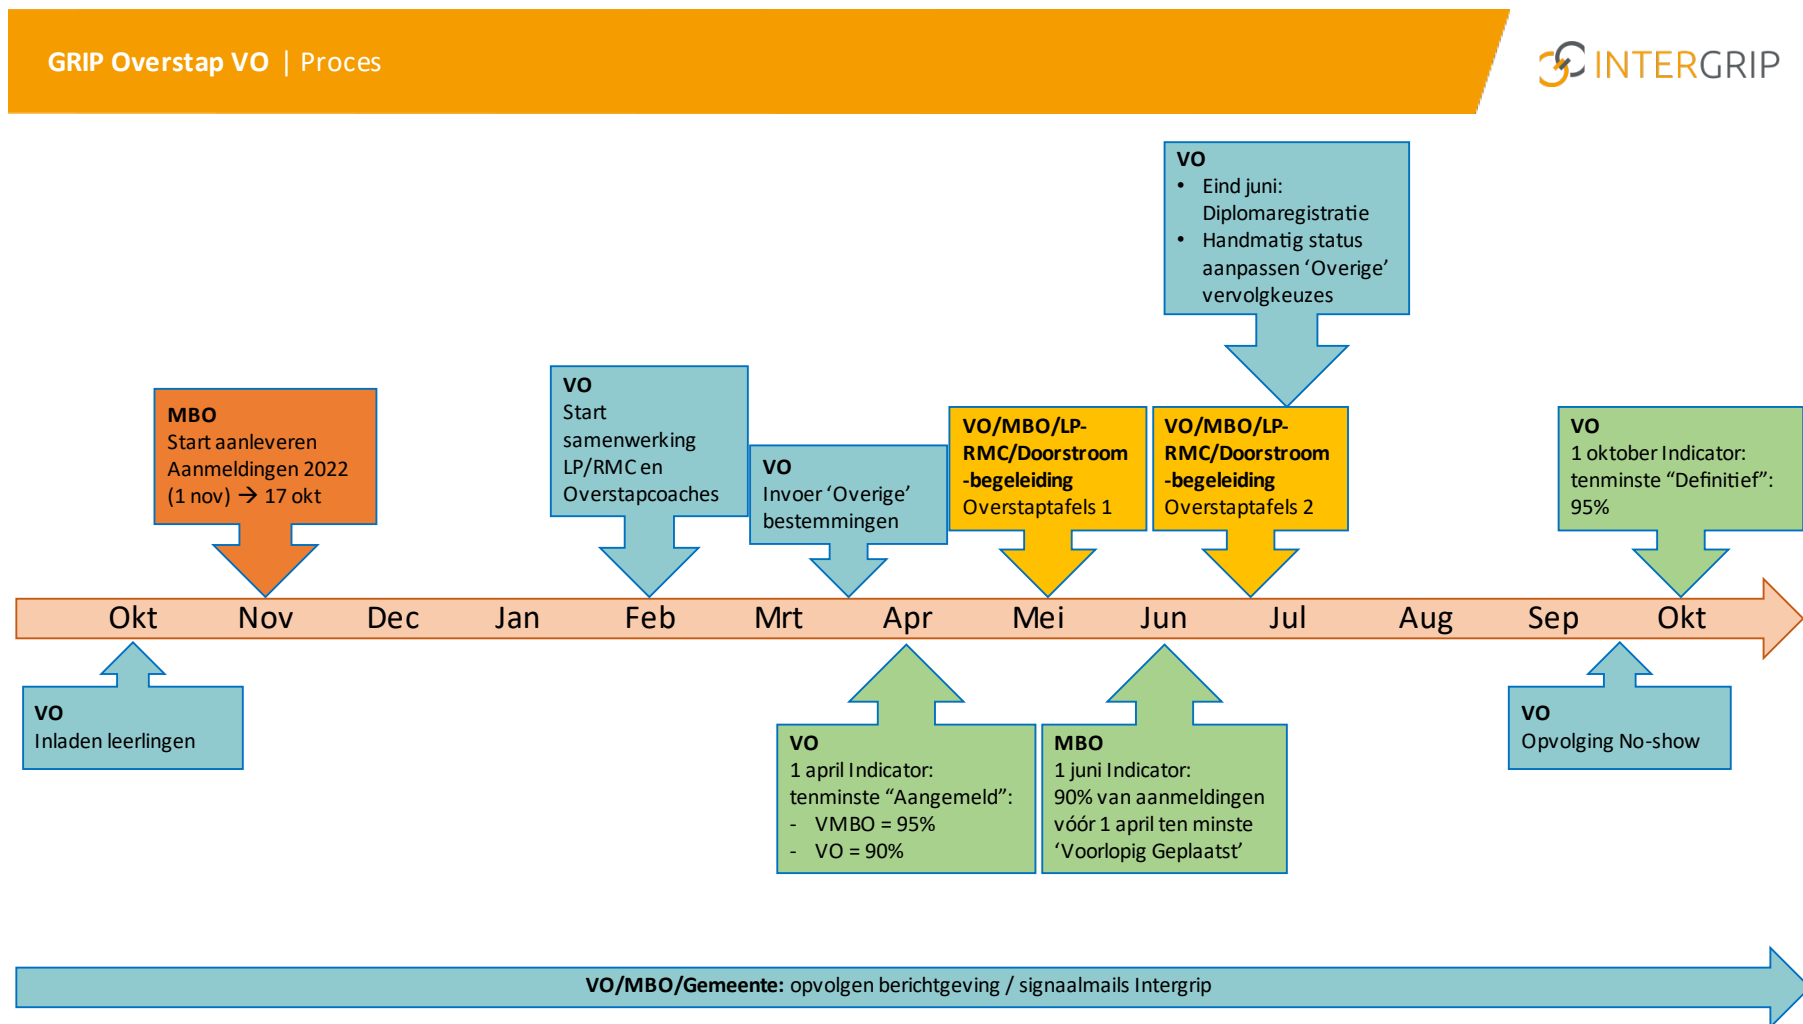 GRIP Overstap VO | Proces
INTERGRIP
VO
• Eind juni:
Diplomaregistratie
• Handmatig status
aanpassen ‘Overige’
vervolgkeuzes
MBO
Start aanleveren
Aanmeldingen 2022
(1 nov) → 17 okt
VO
Start
samenwerking
LP/RMC en
Overstapcoaches
VO
Invoer ‘Overige’
bestemmingen
VO/MBO/LP-
RMC/Doorstroom
-begeleiding
Overstaptafels 1
VO/MBO/LP-
RMC/Doorstroom
-begeleiding
Overstaptafels 2
VO
1 oktober Indicator:
tenminste “Definitief”:
95%
Okt Nov Dec Jan Feb Mrt Apr Mei Jun Jul Aug Sep Okt
VO
Inladen leerlingen
VO
1 april Indicator:
tenminste “Aangemeld”:
- VMBO = 95%
- VO = 90%
MBO
1 juni Indicator:
90% van aanmeldingen
vóór 1 april ten minste
‘Voorlopig Geplaatst’
VO
Opvolging No-show
VO/MBO/Gemeente: opvolgen berichtgeving / signaalmails Intergrip